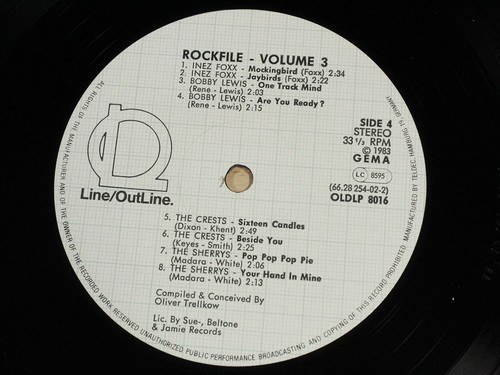 ROCKFILE - VOLUME 3
1. INEZ FOXX - Mockingbird (Foxx) 2:34
2. INEZ FOXX - Jaybirds (Foxx) 2:22
3. BOBBY LEWIS - One Track Mind
(Rene - Lewis) 2:03
4. BOBBY LEWIS - Are You Ready?
(Rene - Lewis) 2:15
Line/OutLine.
SIDE 4
STEREO
33 1/3 RPM
© 1983
GEMA
LC 8595
(66.28 254-02-2)
OLDLP 8016
5. THE CRESTS - Sixteen Candles
(Dixon - Khent) 2:49
6. THE CRESTS - Beside You
(Keyes - Smith) 2:25
7. THE SHERRYS - Pop Pop Pop Pie
(Madara - White) 2:06
8. THE SHERRYS - Your Hand In Mine
(Madara - White) 2:13
Compiled & Conceived By
Oliver Trellkow
Lic. By Sue-, Beltone
& Jamie Records
ALL RIGHTS OF THE MANUFACTURER AND OF THE OWNER OF THE RECORDED WORK RESERVED UNAUTHORIZED PUBLIC PERFORMANCE BROADCASTING AND COPYING OF THIS RECORD PROHIBITED MANUFACTURED BY TELDEC, HAMBURG 19, GERMANY